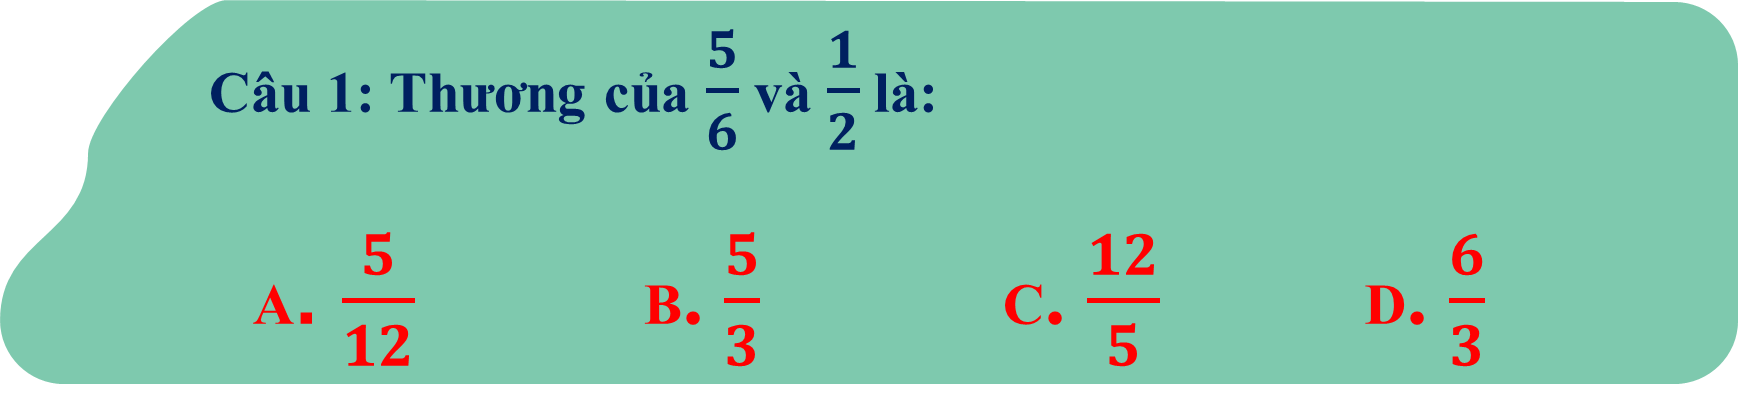 Câu 1: Thương của 5/6 và 1/2 là:
A. 5/12 B. 5/3 C. 12/5 D. 6/3